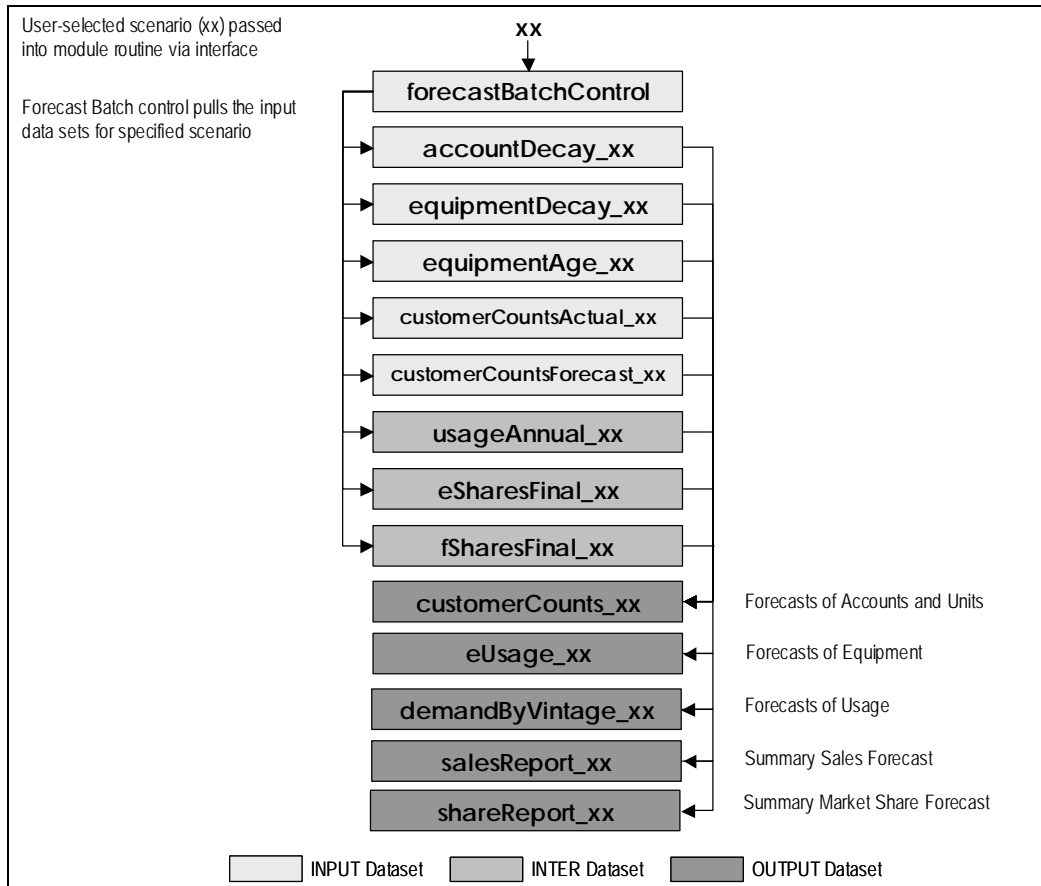 User-selected scenario (xx) passed
into module routine via interface
xx
forecastBatchControl
Forecast Batch control pulls the input
data sets for specified scenario
accountDecay_xx
equipmentDecay_xx
equipmentAge_xx
customerCountsActual_xx
customerCountsForecast_xx
usageAnnual_xx
eSharesFinal_xx
fSharesFinal_xx
customerCounts_xx
Forecasts of Accounts and Units
eUsage_xx
Forecasts of Equipment
demandByVintage_xx
Forecasts of Usage
salesReport_xx
Summary Sales Forecast
shareReport_xx
Summary Market Share Forecast
INPUT Dataset
INTER Dataset
OUTPUT Dataset